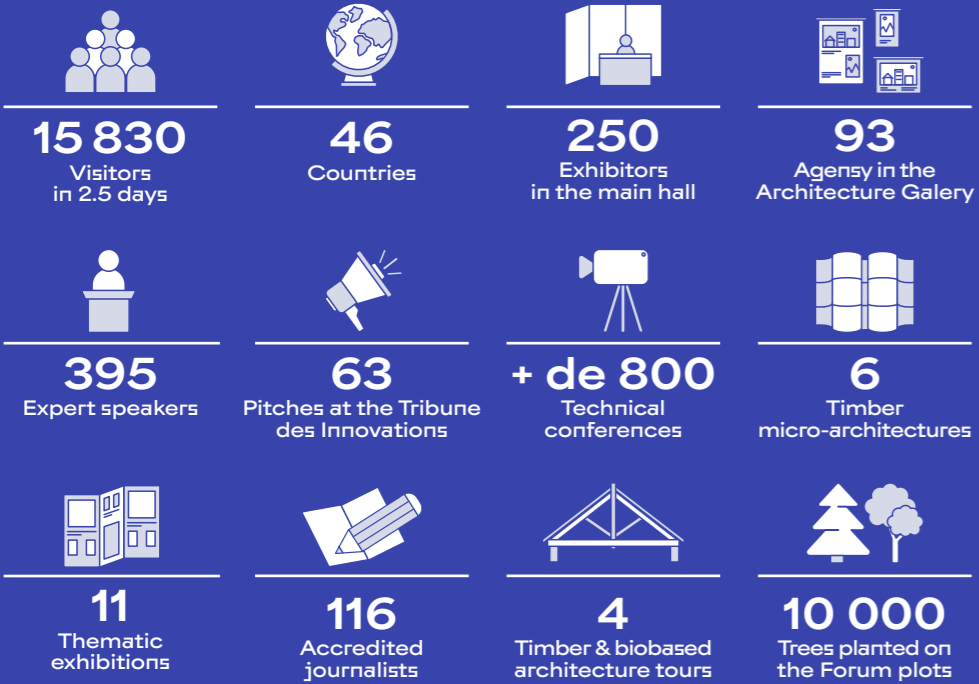 15 830
Visitors
in 2.5 days
46
Countries
250
Exhibitors
in the main hall
93
Agensy in the
Architecture Galery
395
Expert speakers
63
Pitches at the Tribune
des Innovations
+ de 800
Technical
conferences
6
Timber
micro-architectures
11
Thematic
exhibitions
116
Accredited
journalists
4
Timber & biobased
architecture tours
10 000
Trees planted on
the Forum plots